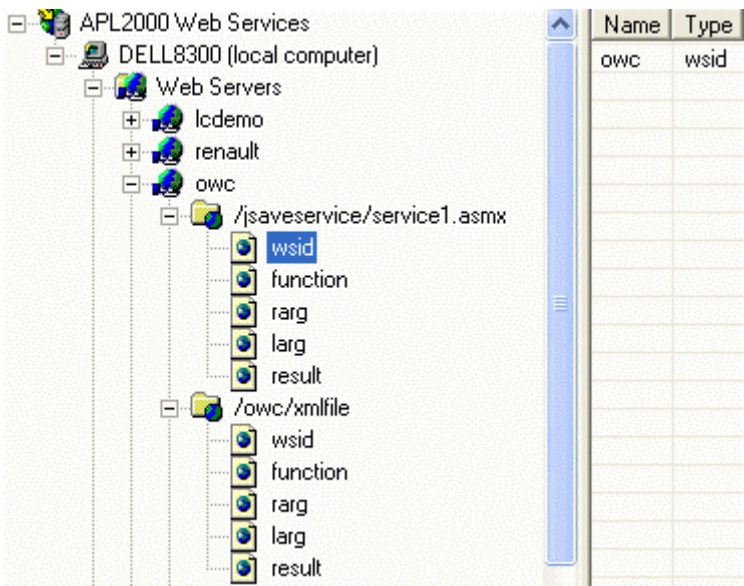 APL2000 Web Services
DELL8300 (local computer)
Web Servers
lcdemo
renault
owc
/jsaveservice/service1.asmx
wsid
function
rarg
larg
result
/owc/xmlfile
wsid
function
rarg
larg
result
Name Type
owc wsid